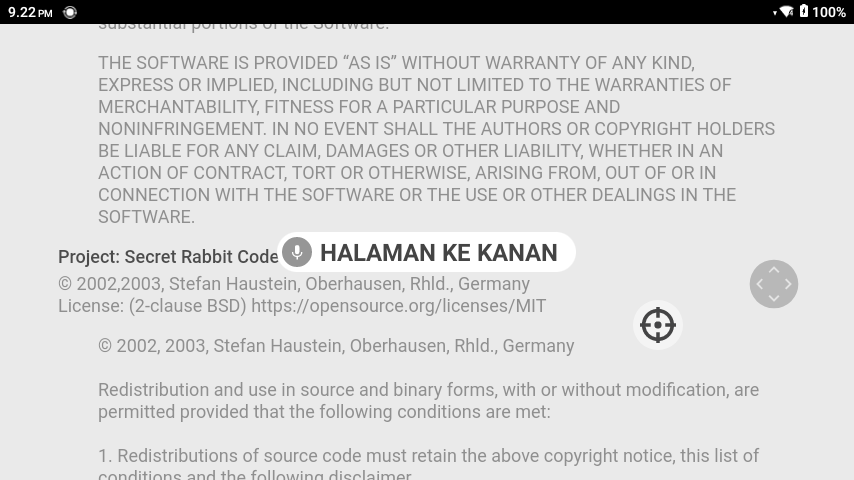 9.22 PM
100%
substantial portions of the Software.
THE SOFTWARE IS PROVIDED “AS IS” WITHOUT WARRANTY OF ANY KIND,
EXPRESS OR IMPLIED, INCLUDING BUT NOT LIMITED TO THE WARRANTIES OF
MERCHANTABILITY, FITNESS FOR A PARTICULAR PURPOSE AND
NONINFRINGEMENT. IN NO EVENT SHALL THE AUTHORS OR COPYRIGHT HOLDERS
BE LIABLE FOR ANY CLAIM, DAMAGES OR OTHER LIABILITY, WHETHER IN AN
ACTION OF CONTRACT, TORT OR OTHERWISE, ARISING FROM, OUT OF OR IN
CONNECTION WITH THE SOFTWARE OR THE USE OR OTHER DEALINGS IN THE
SOFTWARE.
Project: Secret Rabbit Code
HALAMAN KE KANAN
© 2002,2003, Stefan Haustein, Oberhausen, Rhld., Germany
License: (2-clause BSD) https://opensource.org/licenses/MIT
© 2002, 2003, Stefan Haustein, Oberhausen, Rhld., Germany
Redistribution and use in source and binary forms, with or without modification, are
permitted provided that the following conditions are met:
1. Redistributions of source code must retain the above copyright notice, this list of
conditions and the following disclaimer